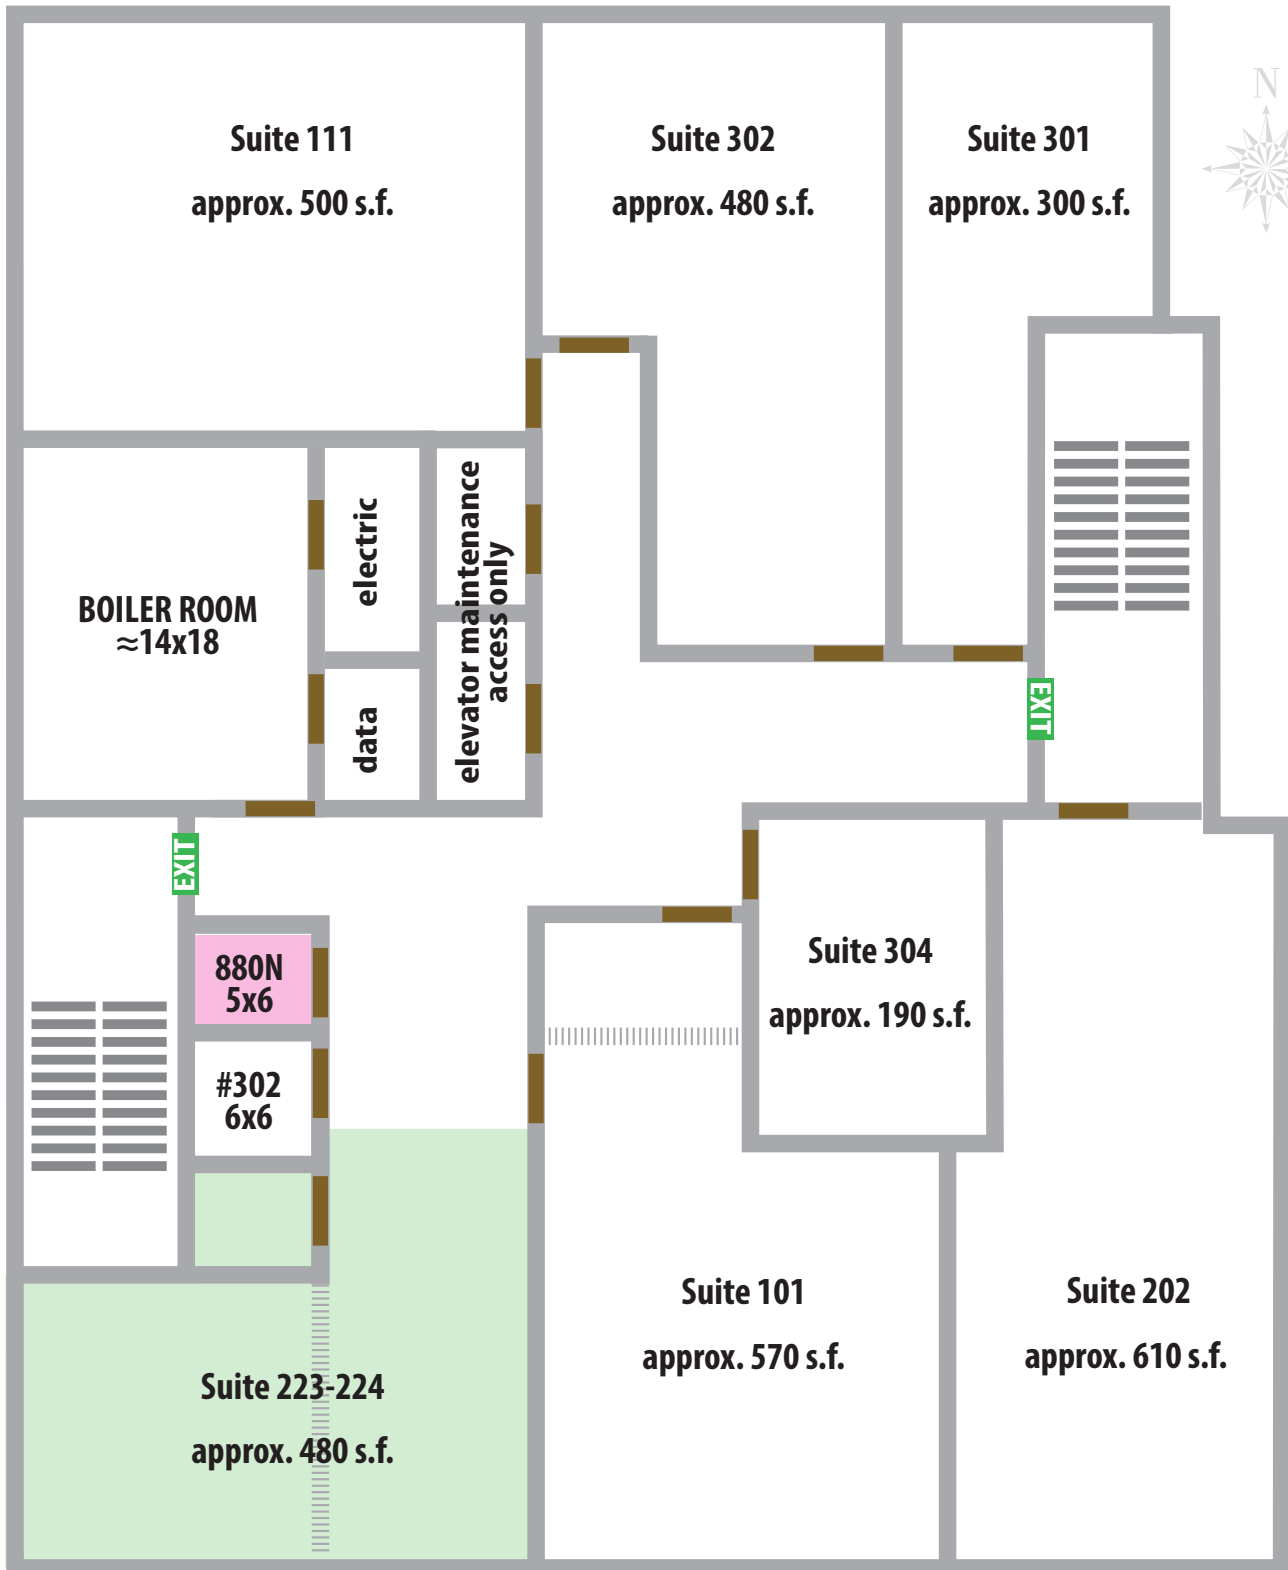 Suite 111
approx. 500 s.f.
Suite 302
approx. 480 s.f.
Suite 301
approx. 300 s.f.
N
electric
elevator maintenance
access only
BOILER ROOM
≈14x18
data
EXIT
EXIT
880N
5x6
Suite 304
approx. 190 s.f.
#302
6x6
Suite 101
approx. 570 s.f.
Suite 202
approx. 610 s.f.
Suite 223-224
approx. 480 s.f.